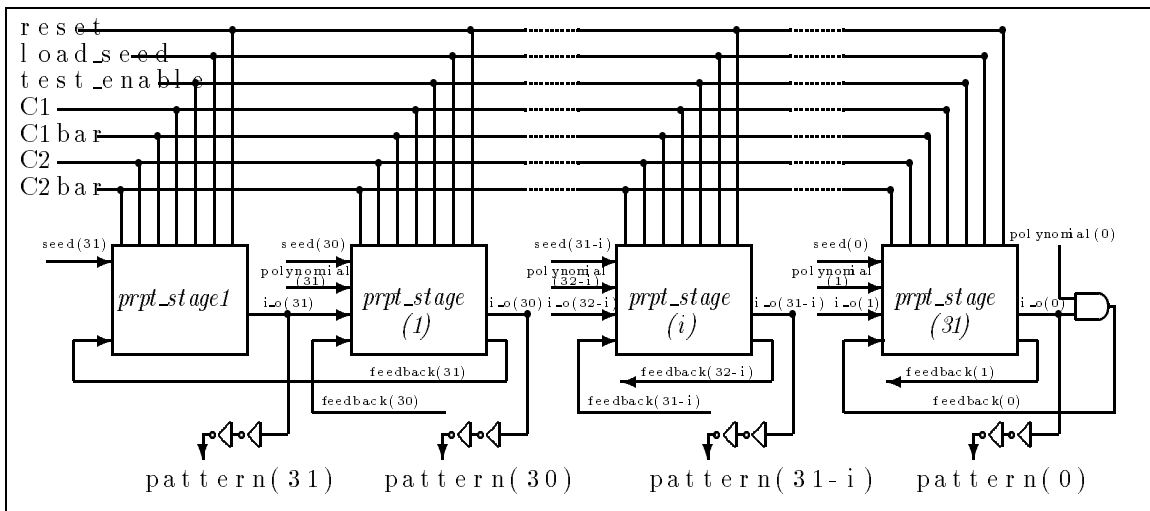 reset
load_seed
test_enable
C1
C1bar
C2
C2bar
seed(31)
seed(30)
seed(31-i)
seed(0)
polynomial(0)
polynomial
(31)
polynomial
(32-i)
polynomial
(1)
prpt_stage1
i_o(31)
prpt_stage
(1)
i_o(30)
i_o(32-i)
prpt_stage
(i)
i_o(31-i)
i_o(1)
prpt_stage
(31)
i_o(0)
feedback(31)
feedback(32-i)
feedback(1)
feedback(30)
feedback(31-i)
feedback(0)
pattern(31)
pattern(30)
pattern(31-i)
pattern(0)